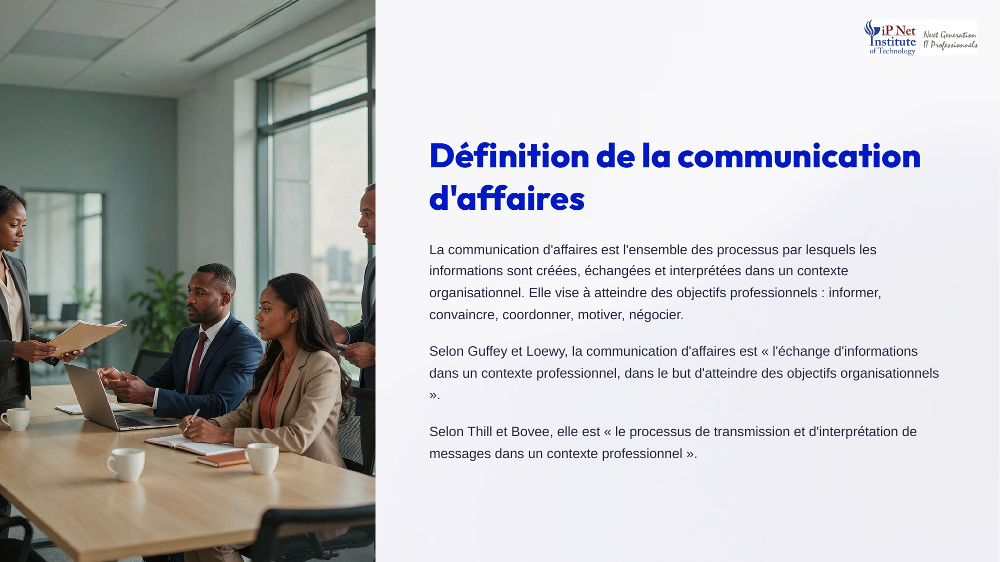 iP Net
Institute
of Technology
Next Generation
IT Professionnels
Définition de la communication
d'affaires
La communication d'affaires est l'ensemble des processus par lesquels les
informations sont créées, échangées et interprétées dans un contexte
organisationnel. Elle vise à atteindre des objectifs professionnels : informer,
convaincre, coordonner, motiver, négocier.
Selon Guffey et Loewy, la communication d'affaires est « l'échange d'informations
dans un contexte professionnel, dans le but d'atteindre des objectifs organisationnels
».
Selon Thill et Bovee, elle est « le processus de transmission et d'interprétation de
messages dans un contexte professionnel ».